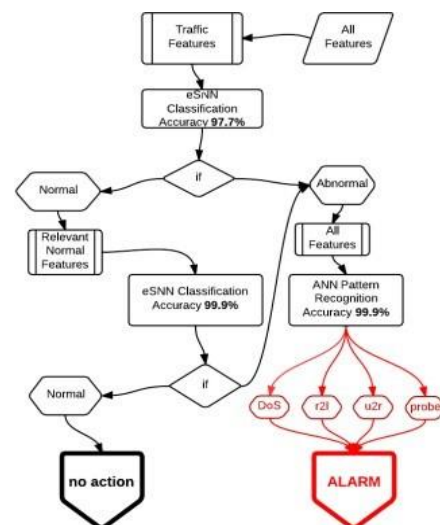 Traffic
Features
All
Features
eSNN
Classification
Accuracy 97.7%
if
Normal
Abnormal
Relevant
Normal
Features
All
Features
eSNN Classification
Accuracy 99.9%
ANN Pattern
Recognition
Accuracy 99.9%
if
Normal
DoS
r2l
u2r
probe
no action
ALARM